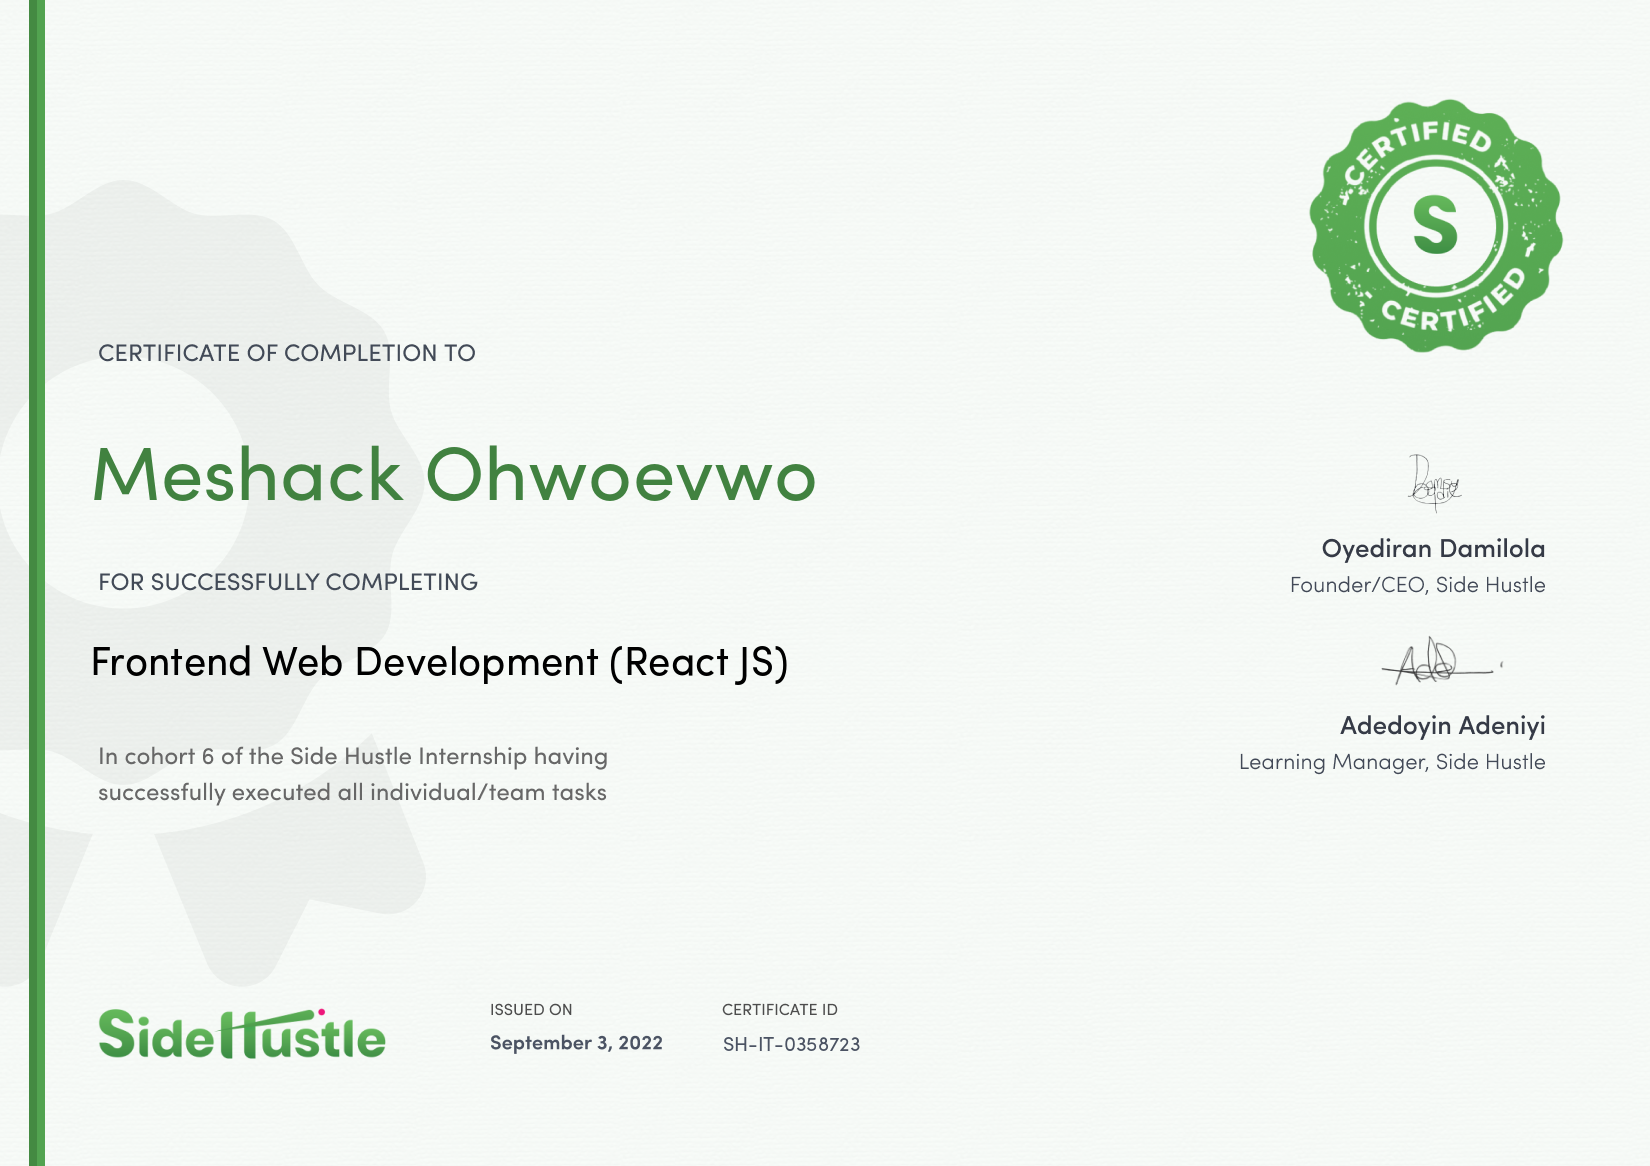 CERTIFIED
S
CERTIFIED
CERTIFICATE OF COMPLETION TO
Meshack Ohwoevwo
FOR SUCCESSFULLY COMPLETING
Frontend Web Development (React JS)
In cohort 6 of the Side Hustle Internship having
successfully executed all individual/team tasks
Oyediran Damilola
Founder/CEO, Side Hustle
Adedoyin Adeniyi
Learning Manager, Side Hustle
SideHustle
ISSUED ON
September 3, 2022
CERTIFICATE ID
SH-IT-0358723